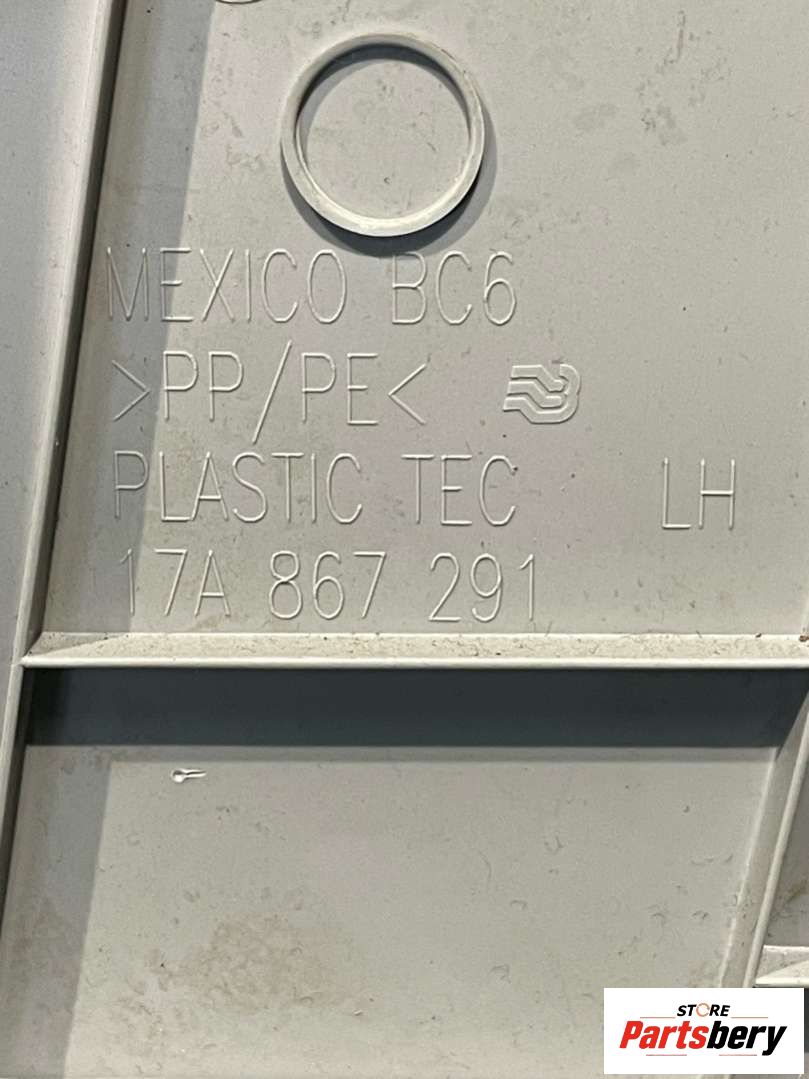 MEXICO BC6
>PP/PE<
PLASTIC TEC LH
17A 867 291
STORE
Partsbery